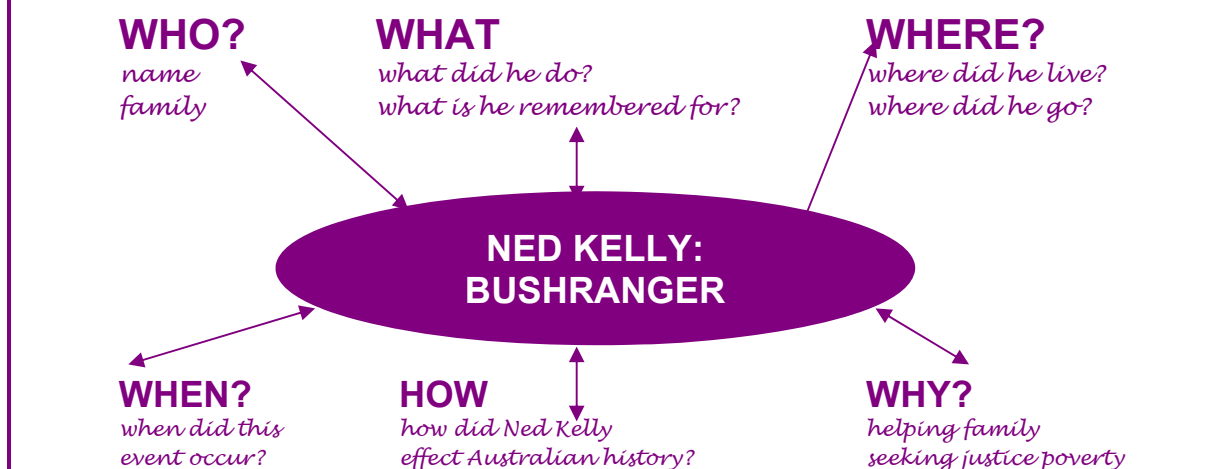 WHO?
name
family
WHAT
what did he do?
what is he remembered for?
WHERE?
where did he live?
where did he go?
NED KELLY:
BUSHRANGER
WHEN?
when did this
event occur?
HOW
how did Ned Kelly
effect Australian history?
WHY?
helping family
seeking justice poverty